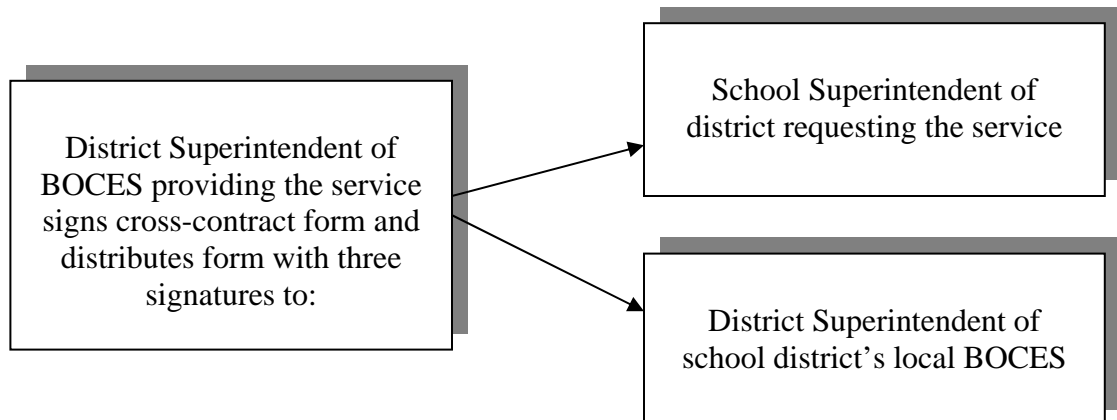 District Superintendent of
BOCES providing the service
signs cross-contract form and
distributes form with three
signatures to:
School Superintendent of
district requesting the service
District Superintendent of
school district’s local BOCES